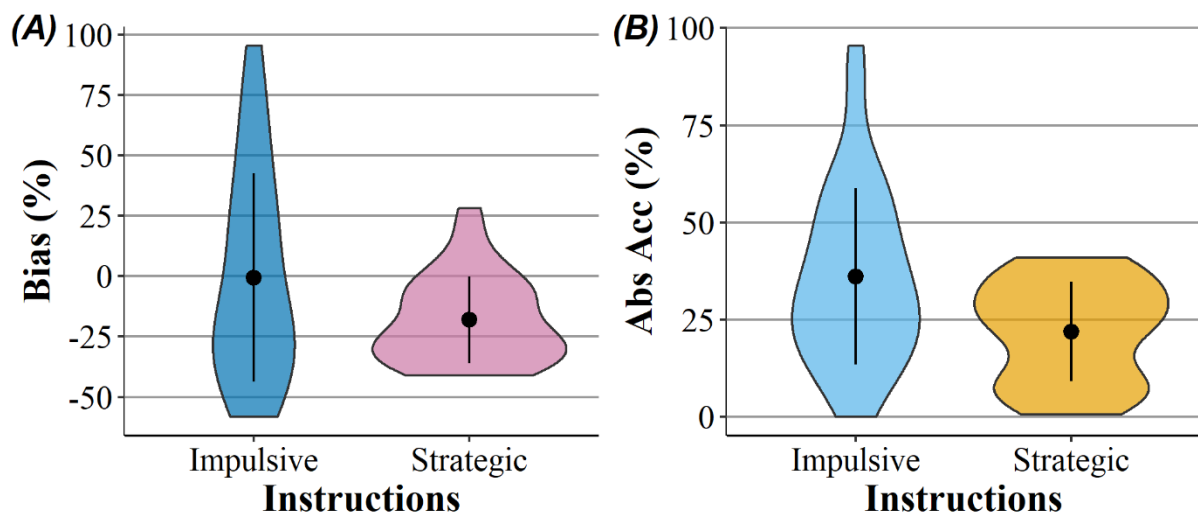 (A)
Bias (%)
100
75
50
25
0
-25
-50
Impulsive
Strategic
Instructions
(B)
Abs Acc (%)
100
75
50
25
0
Impulsive
Strategic
Instructions